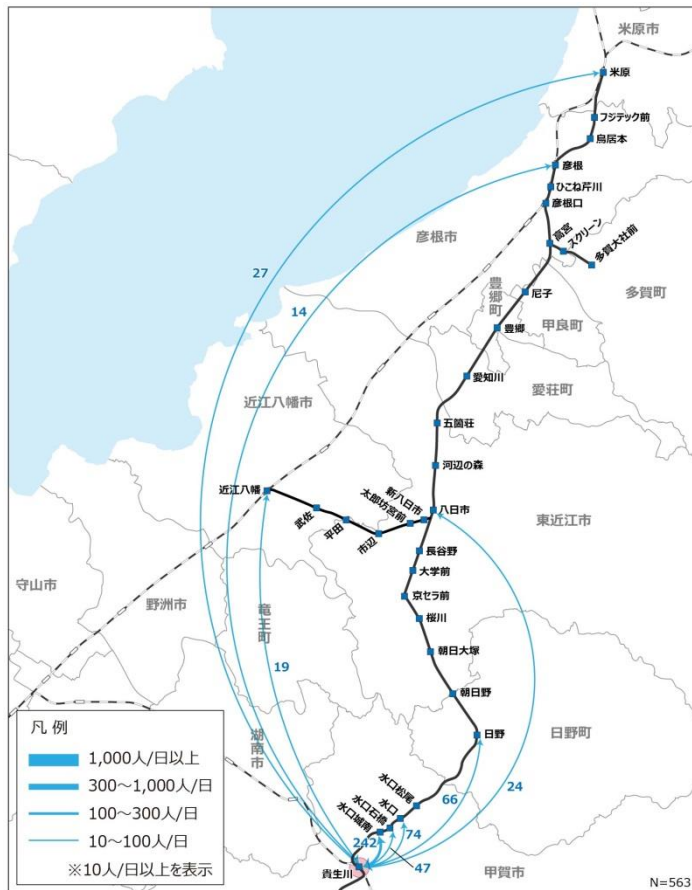 米原市
米原
フジテック前
鳥居本
彦根
ひこね芹川
彦根口
彦根市
高宮
スクリーン
多賀大社前
多賀町
27
14
豊郷町
尼子
甲良町
豊郷
愛知川
愛荘町
近江八幡市
五箇荘
河辺の森
近江八幡
武佐
平田
市辺
太郎坊宮前
新八日市
八日市
東近江市
長谷野
大学前
京セラ前
桜川
守山市
野洲市
竜王町
朝日大塚
19
朝日野
日野
日野町
湖南市
凡例
1,000人/日以上
300～1,000人/日
100～300人/日
10～100人/日
※10人/日以上を表示
水口松尾
水口
水口石橋
水口城南
66
24
242
74
47
貴生川
甲賀市
N=563